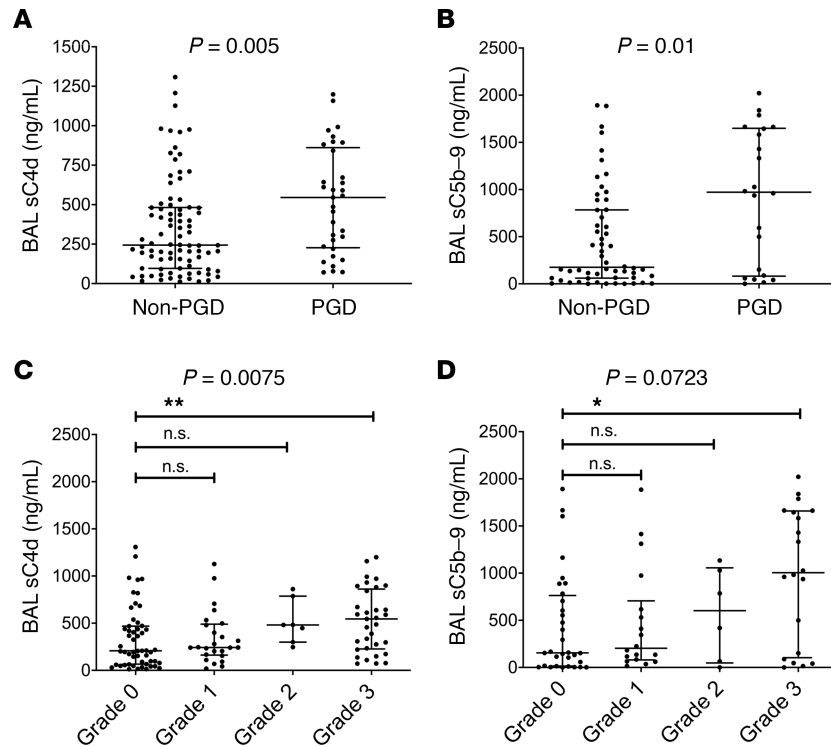 A
P = 0.005
BAL sC4d (ng/mL)
1500
1250
1000
750
500
250
0
Non-PGD
PGD
B
P = 0.01
BAL sC5b–9 (ng/mL)
2500
2000
1500
1000
500
0
Non-PGD
PGD
C
P = 0.0075
**
n.s.
n.s.
BAL sC4d (ng/mL)
2500
2000
1500
1000
500
0
Grade 0
Grade 1
Grade 2
Grade 3
D
P = 0.0723
*
n.s.
n.s.
BAL sC5b–9 (ng/mL)
2500
2000
1500
1000
500
0
Grade 0
Grade 1
Grade 2
Grade 3